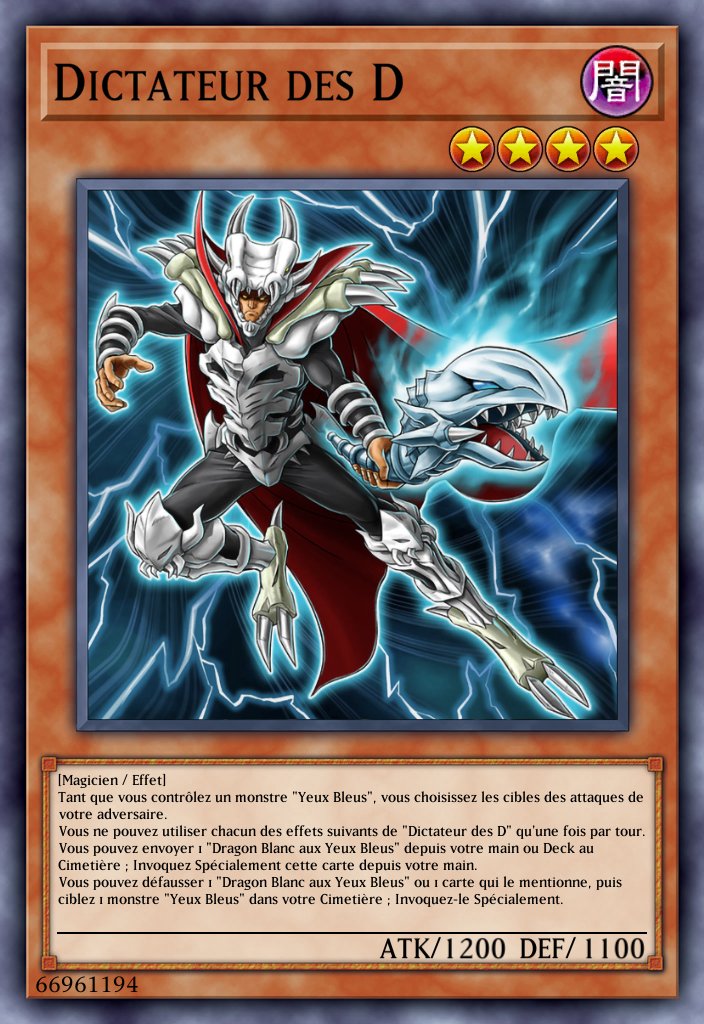 Dictateur des D
闇
[Magicien / Effet]
Tant que vous contrôlez un monstre "Yeux Bleus", vous choisissez les cibles des attaques de
votre adversaire.
Vous ne pouvez utiliser chacun des effets suivants de "Dictateur des D" qu'une fois par tour.
Vous pouvez envoyer 1 "Dragon Blanc aux Yeux Bleus" depuis votre main ou Deck au
Cimetière ; Invoquez Spécialement cette carte depuis votre main.
Vous pouvez défausser 1 "Dragon Blanc aux Yeux Bleus" ou 1 carte qui le mentionne, puis
ciblez 1 monstre "Yeux Bleus" dans votre Cimetière ; Invoquez-le Spécialement.
ATK/1200 DEF/1100
66961194